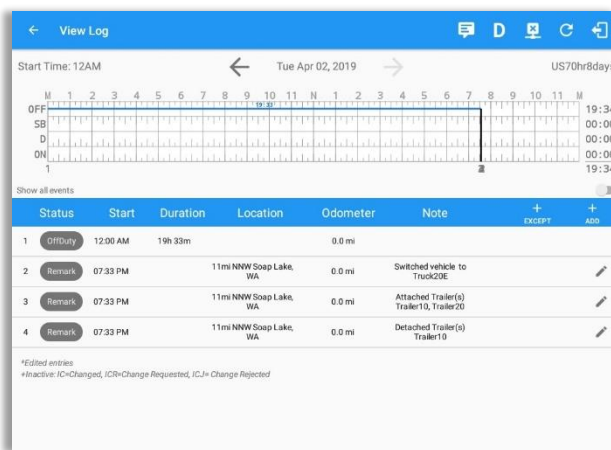 View Log
D
Start Time: 12AM
Tue Apr 02, 2019
US70hr8days
M 1 2 3 4 5 6 7 8 9 10 11 N 1 2 3 4 5 6 7 8 9 10 11 M
19:33
OFF 19:34
SB 00:00
D 00:00
ON 00:00
1 19:34
Show all events
Status Start Duration Location Odometer Note + EXCEPT + ADD
1 OffDuty 12:00 AM 19h 33m 0.0 mi
2 Remark 07:33 PM 11mi NNW Soap Lake, WA 0.0 mi Switched vehicle to Truck20E
3 Remark 07:33 PM 11mi NNW Soap Lake, WA 0.0 mi Attached Trailer(s) Trailer10, Trailer20
4 Remark 07:33 PM 11mi NNW Soap Lake, WA 0.0 mi Detached Trailer(s) Trailer10
*Edited entries
+Inactive: IC=Changed, ICR=Change Requested, ICJ= Change Rejected